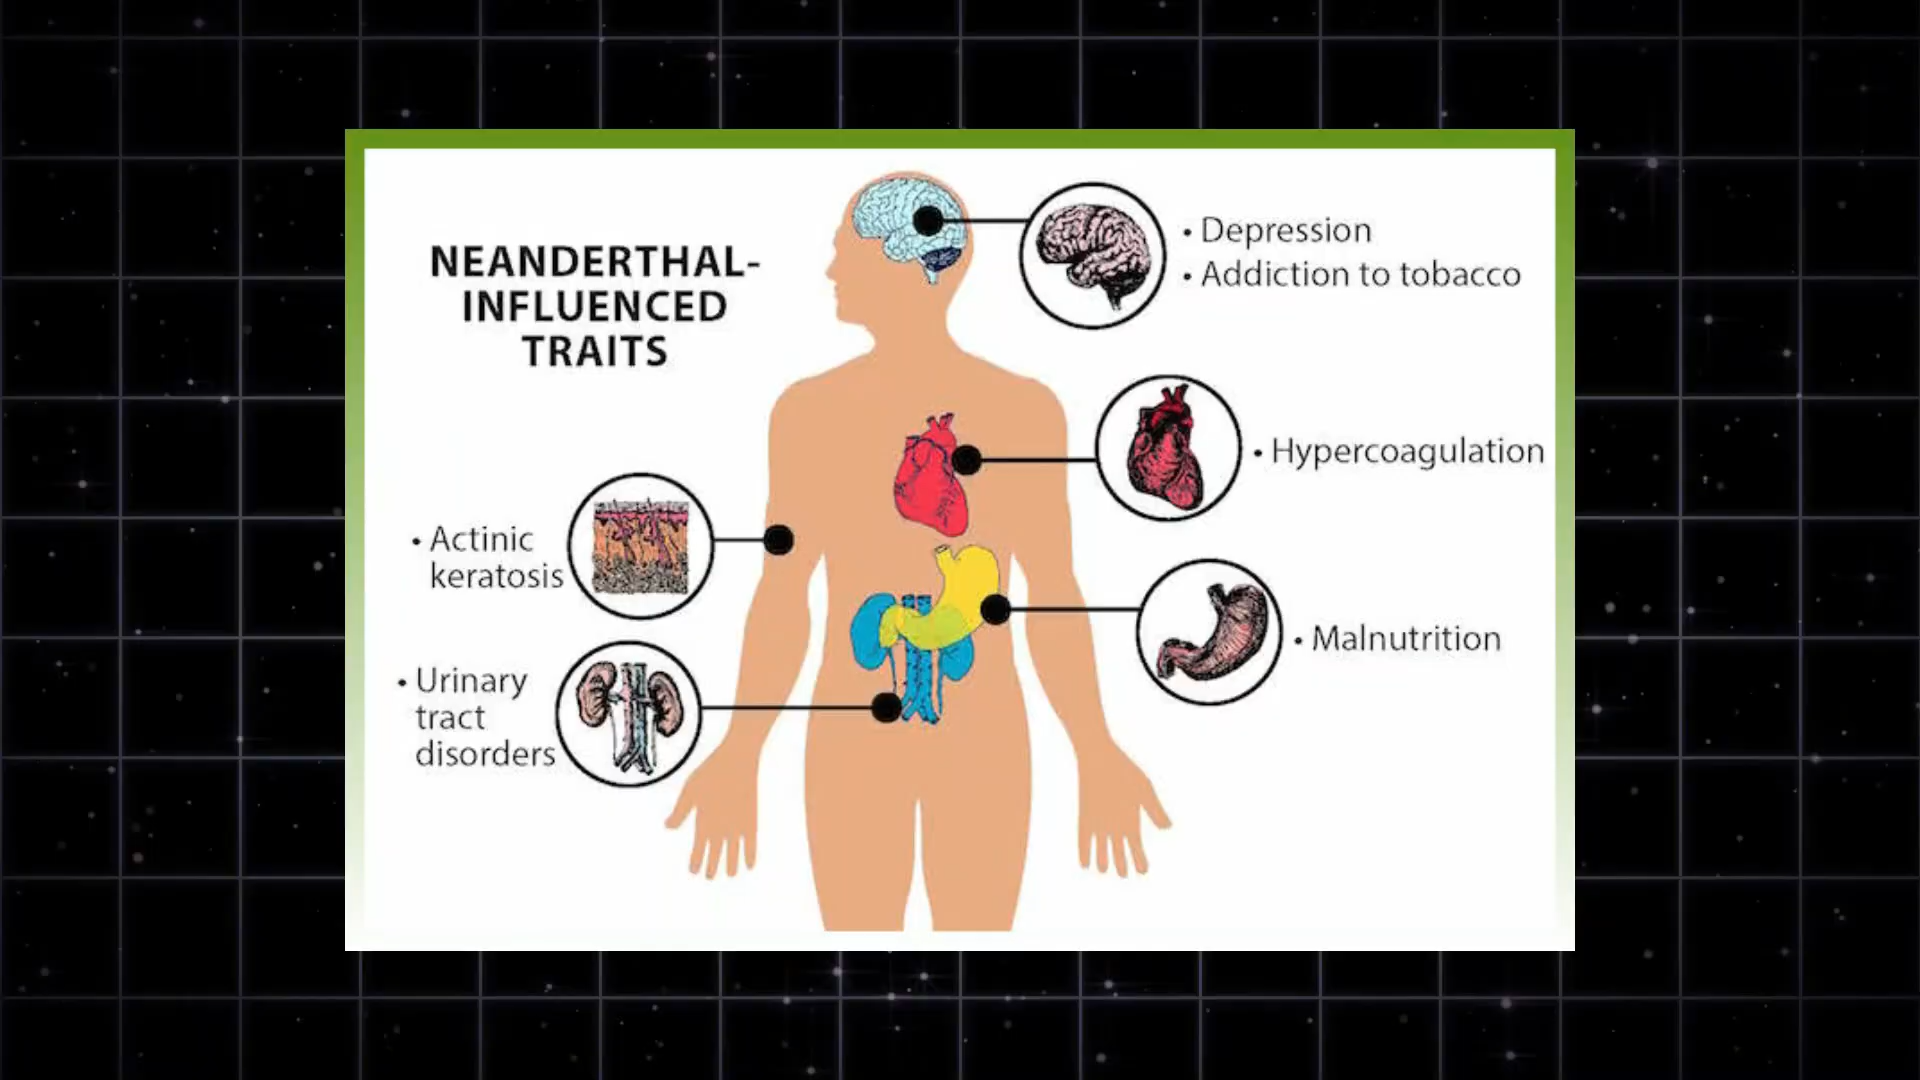 NEANDERTHAL-
INFLUENCED
TRAITS
• Depression
• Addiction to tobacco
• Hypercoagulation
• Actinic
keratosis
• Malnutrition
• Urinary
tract
disorders